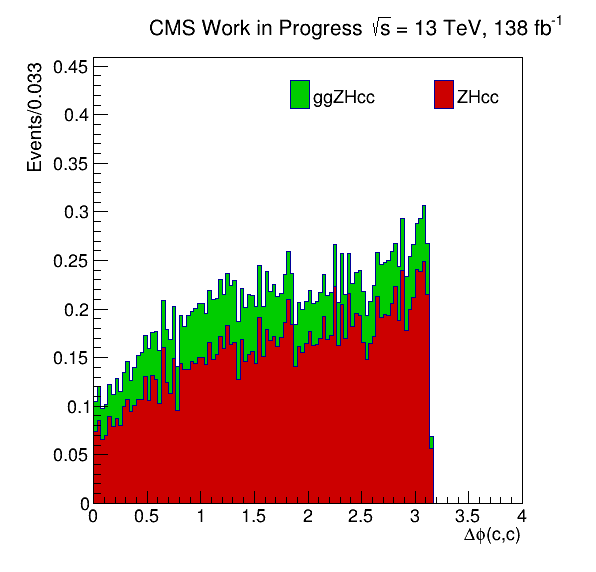 CMS Work in Progress √s = 13 TeV, 138 fb⁻¹
Events/0.033
0.45
0.4
0.35
0.3
0.25
0.2
0.15
0.1
0.05
0
ggZHcc ZHcc
0 0.5 1 1.5 2 2.5 3 3.5 4
Δϕ(c,c)